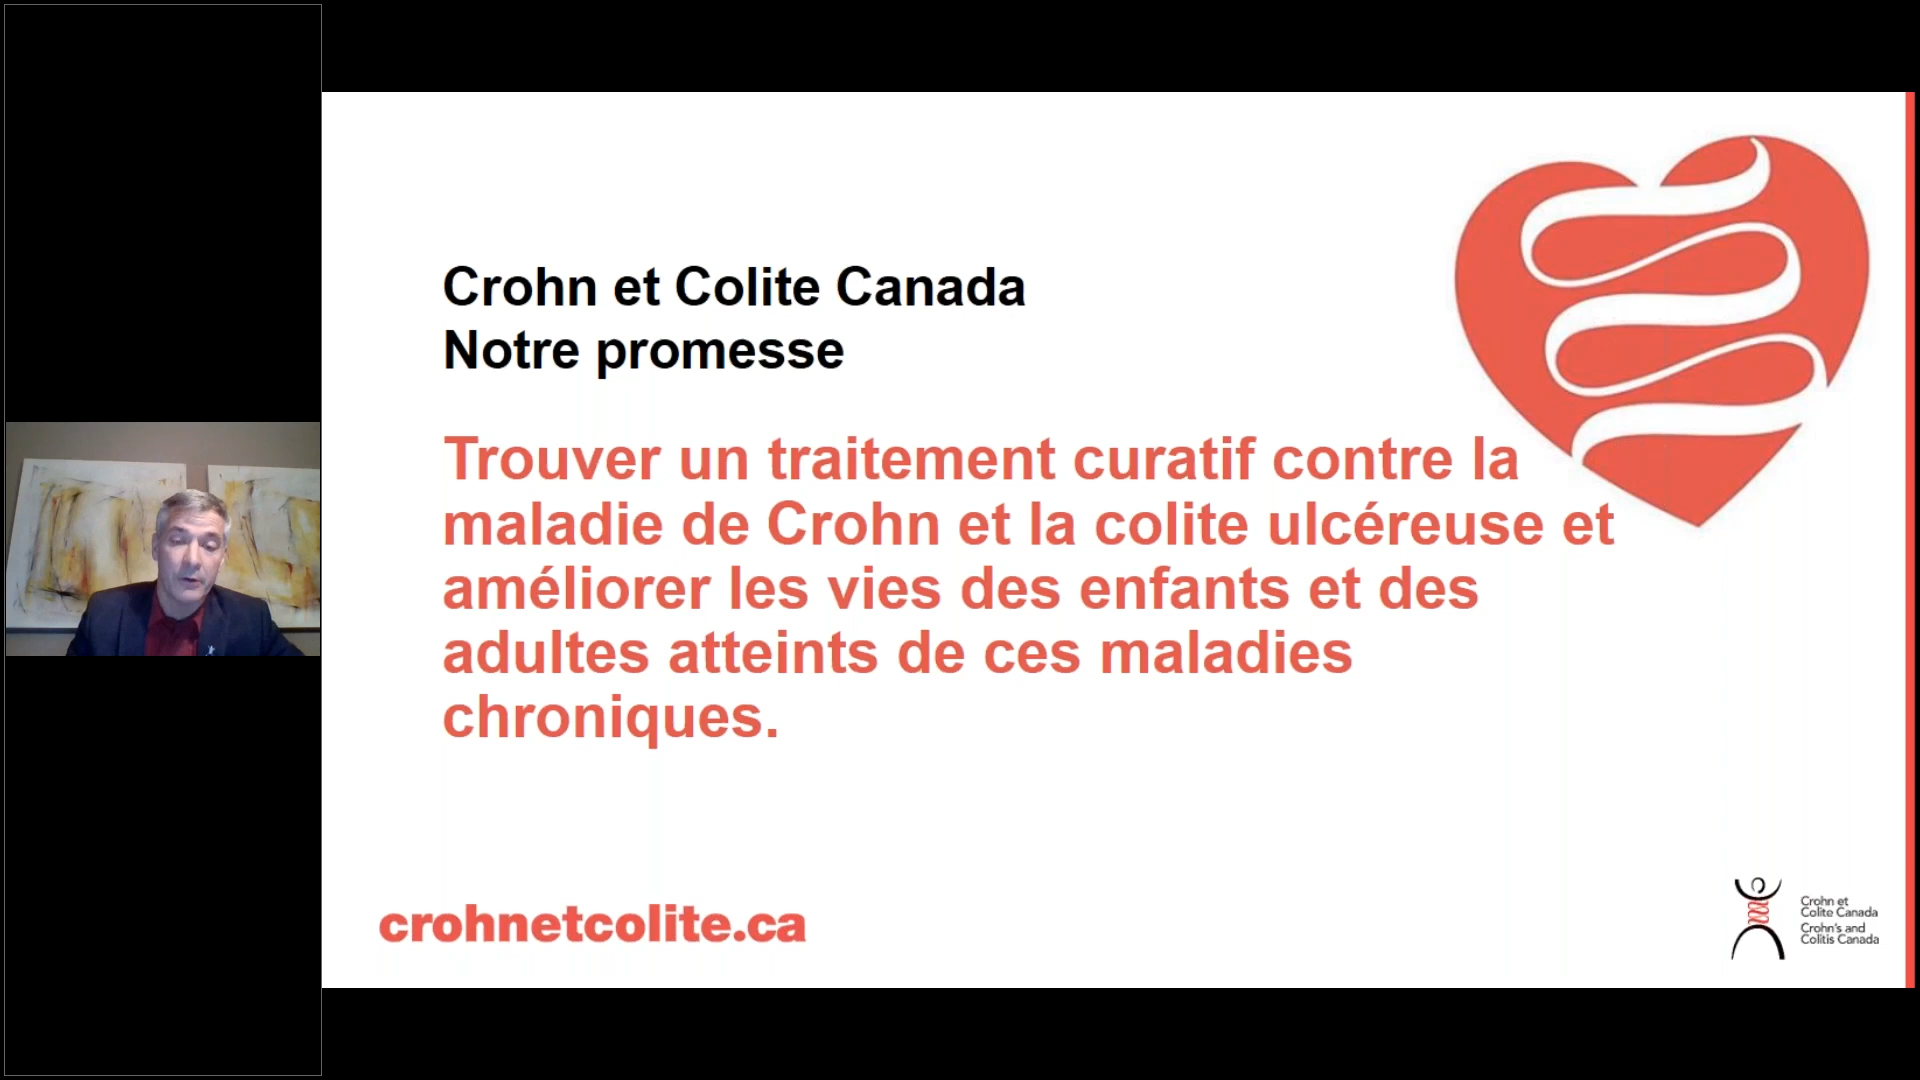 Crohn et Colite Canada
Notre promesse
Trouver un traitement curatif contre la
maladie de Crohn et la colite ulcéreuse et
améliorer les vies des enfants et des
adultes atteints de ces maladies
chroniques.
crohnetcolite.ca
Crohn et
Colite Canada
Crohn's and
Colitis Canada